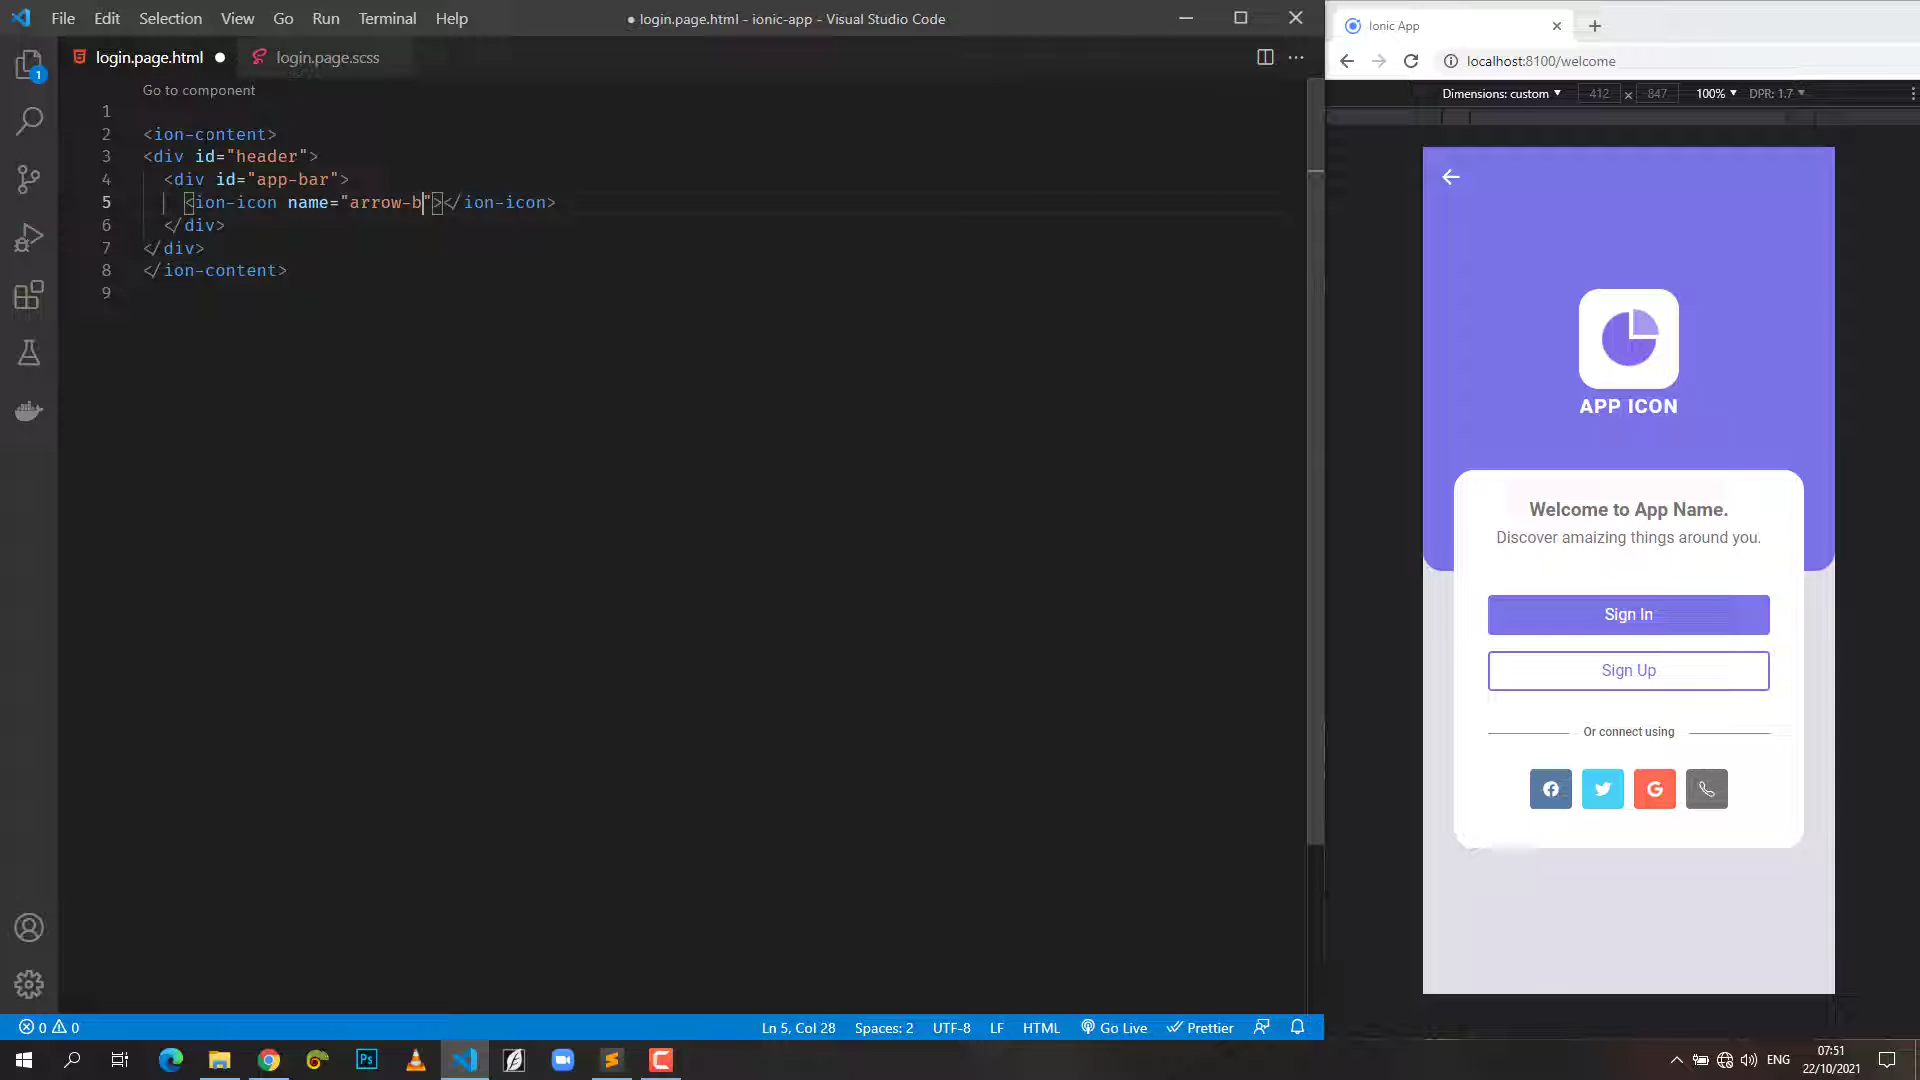 File Edit Selection View Go Run Terminal Help
● login.page.html - ionic-app - Visual Studio Code
login.page.html ●
login.page.scss
Go to component
1
2 <ion-content>
3 <div id="header">
4 <div id="app-bar">
5 <ion-icon name="arrow-b"></ion-icon>
6 </div>
7 </div>
8 </ion-content>
9
1
0 0
Ln 5, Col 28 Spaces: 2 UTF-8 LF HTML Go Live Prettier
Ionic App
localhost:8100/welcome
Dimensions: custom 412 × 847 100% DPR: 1.7
APP ICON
Welcome to App Name.
Discover amaizing things around you.
Sign In
Sign Up
Or connect using
Ps
ENG
07:51
22/10/2021